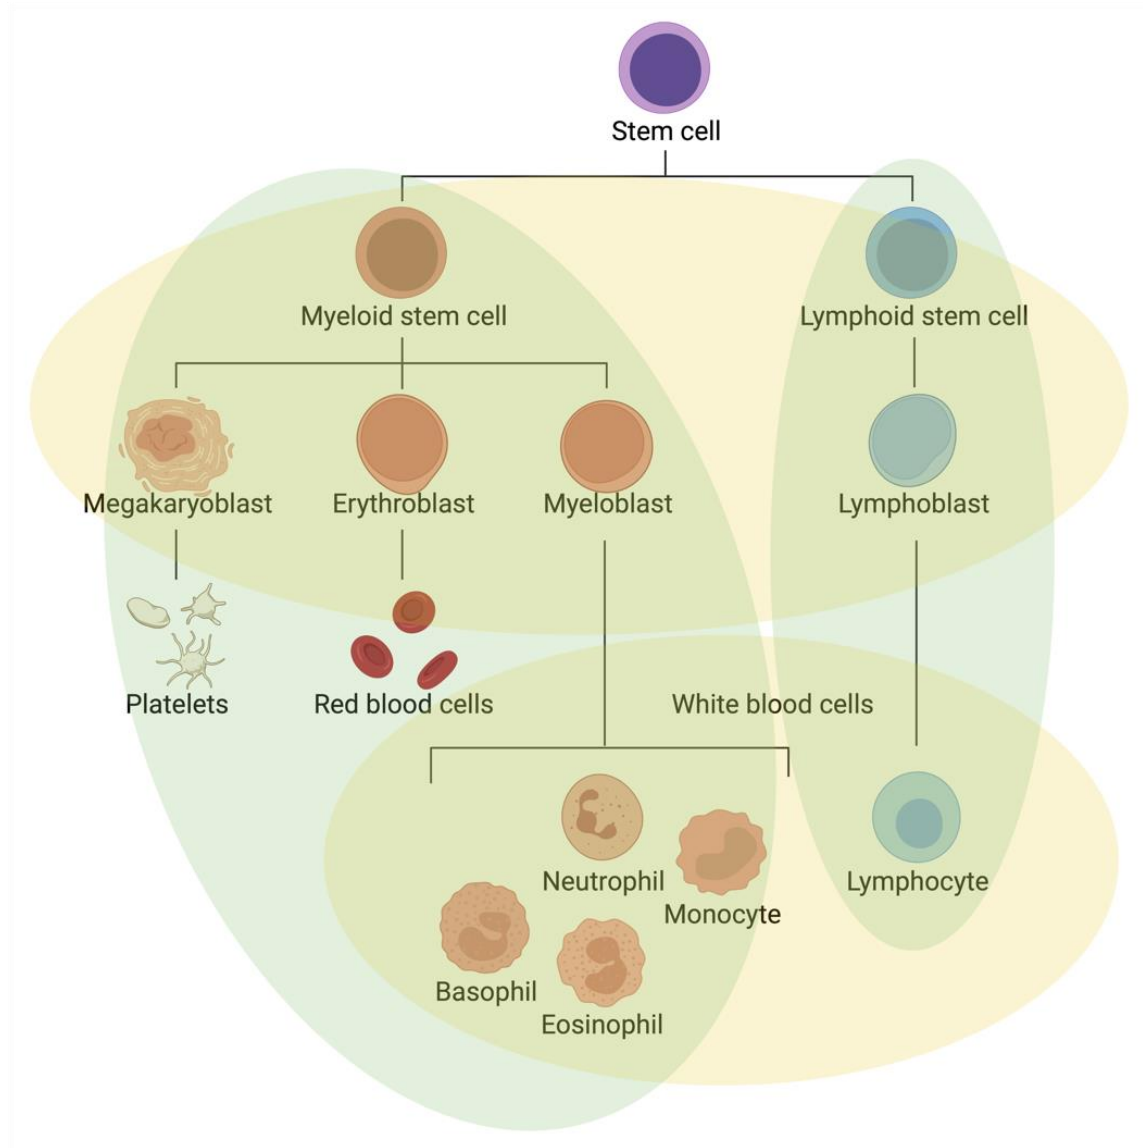 Stem cell
Myeloid stem cell
Lymphoid stem cell
Megakaryoblast
Erythroblast
Myeloblast
Lymphoblast
Platelets
Red blood cells
White blood cells
Neutrophil
Monocyte
Lymphocyte
Basophil
Eosinophil